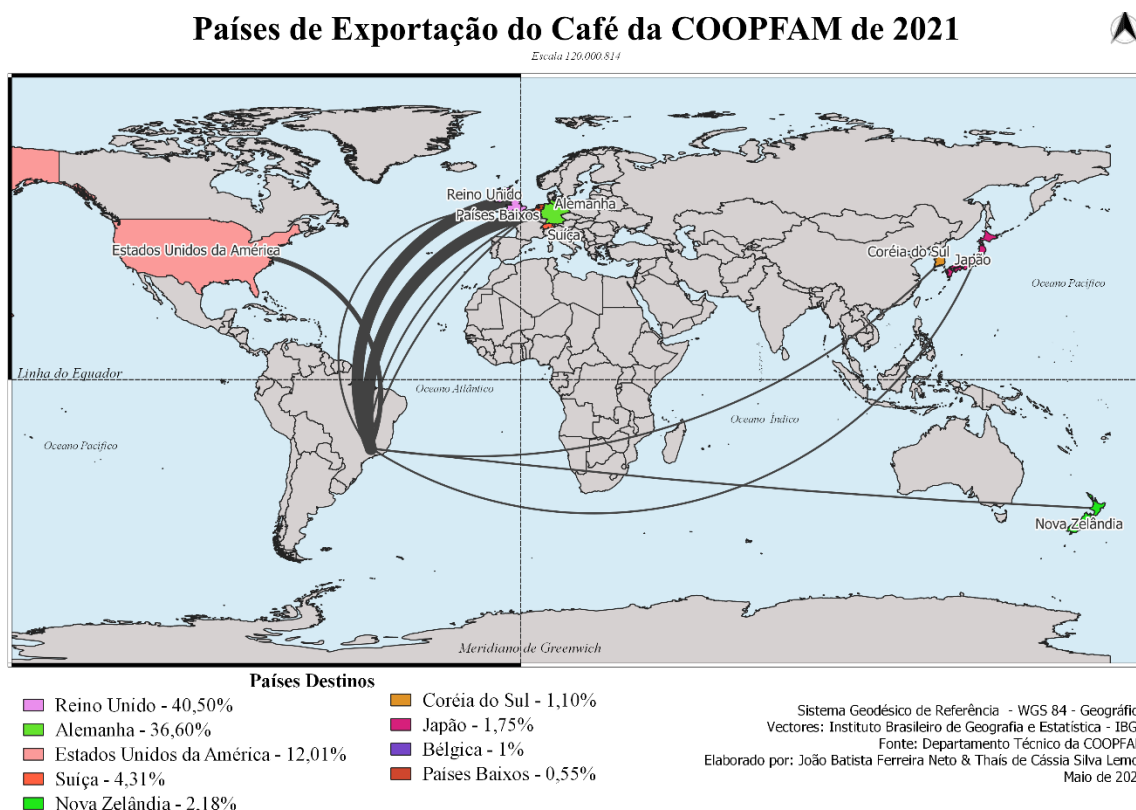 Países de Exportação do Café da COOPFAM de 2021
Escala 120.000.814
Reino Unido
Países Baixos
Alemanha
Suíça
Estados Unidos da América
Coréia do Sul
Japão
Oceano Pacífico
Linha do Equador
Oceano Atlântico
Oceano Índico
Oceano Pacífico
Nova Zelândia
Meridiano de Greenwich
Países Destinos
Reino Unido - 40,50%
Alemanha - 36,60%
Estados Unidos da América - 12,01%
Suíça - 4,31%
Nova Zelândia - 2,18%
Coréia do Sul - 1,10%
Japão - 1,75%
Bélgica - 1%
Países Baixos - 0,55%
Sistema Geodésico de Referência - WGS 84 - Geográfic
Vectores: Instituto Brasileiro de Geografia e Estatística - IBG
Fonte: Departamento Técnico da COOPFA
Elaborado por: João Batista Ferreira Neto & Thaís de Cássia Silva Lemo
Maio de 202